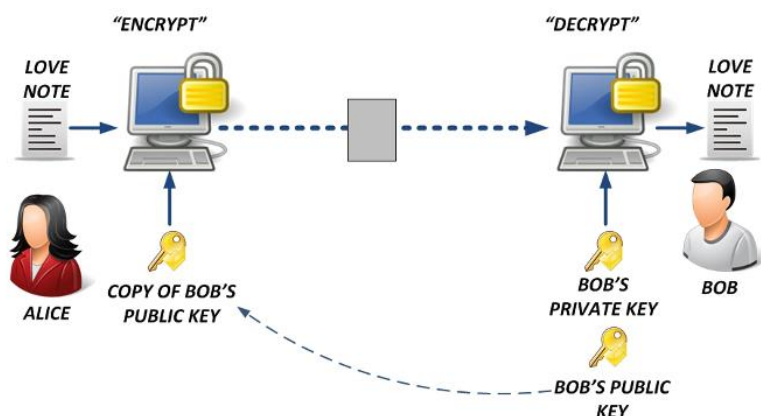 “ENCRYPT”
“DECRYPT”
LOVE
NOTE
LOVE
NOTE
ALICE
COPY OF BOB’S
PUBLIC KEY
BOB’S
PRIVATE KEY
BOB
BOB’S PUBLIC
KEY